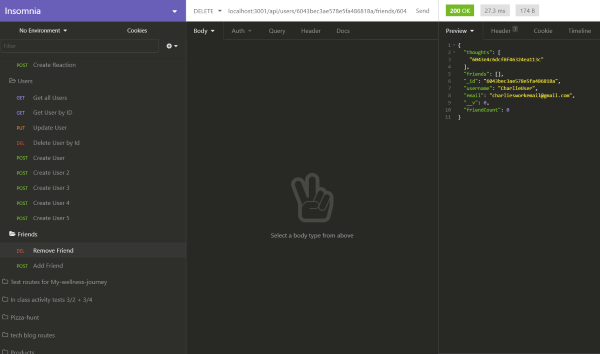 Insomnia
DELETE localhost:3001/api/users/6043bec3ae578e5fa486818a/friends/604 Send
200 OK 27.3 ms 174 B
No Environment Cookies
Body Auth Query Header Docs
Preview Header Cookie Timeline
Filter
POST Create Reaction
Users
GET Get all Users
GET Get User by ID
PUT Update User
DEL Delete User by Id
POST Create User
POST Create User 2
POST Create User 3
POST Create User 4
POST Create User 5
Friends
DEL Remove Friend
POST Add Friend
Test routes for My-wellness-journey
In class activity tests 3/2 + 3/4
Pizza-hunt
tech blog routes
Products
Select a body type from above
1 {
2 "thoughts": [
3
4 ],
5 "friends": [],
6 "_id": "6043bec3ae578e5fa486818a",
7 "username": "CharlieUser",
8 "email": "charliesworkemail@gmail.com",
9 "__v": 0,
10 "friendCount": 0
11 }